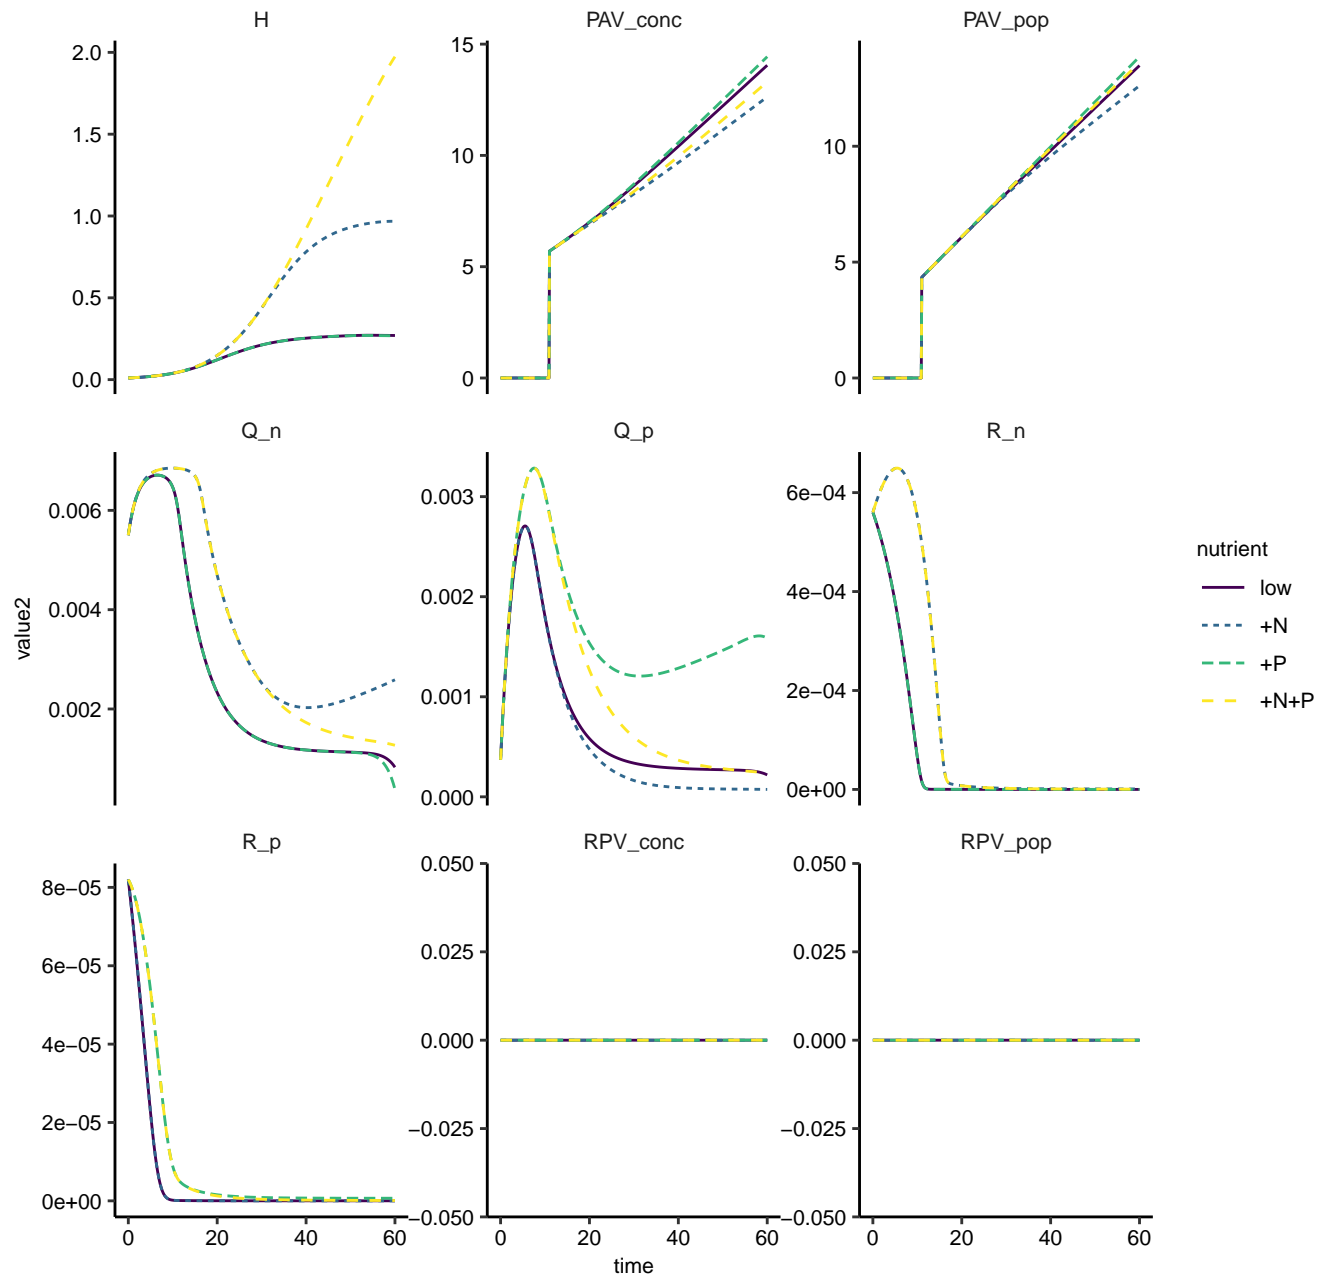 H
PAV_conc
PAV_pop
2.0
1.5
1.0
0.5
0.0
15
10
5
0
10
5
0
Q_n
Q_p
R_n
0.006
0.004
0.002
0.003
0.002
0.001
0.000
6e−04
4e−04
2e−04
0e+00
value2
nutrient
low
+N
+P
+N+P
R_p
RPV_conc
RPV_pop
8e−05
6e−05
4e−05
2e−05
0e+00
0.050
0.025
0.000
−0.025
−0.050
0.050
0.025
0.000
−0.025
−0.050
0 20 40 60
0 20 40 60
0 20 40 60
time